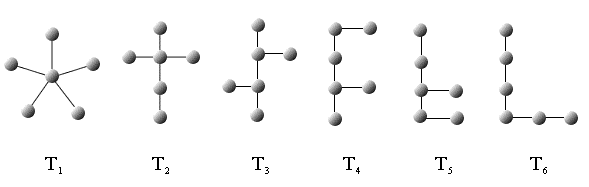 T₁ T₂ T₃ T₄ T₅ T₆